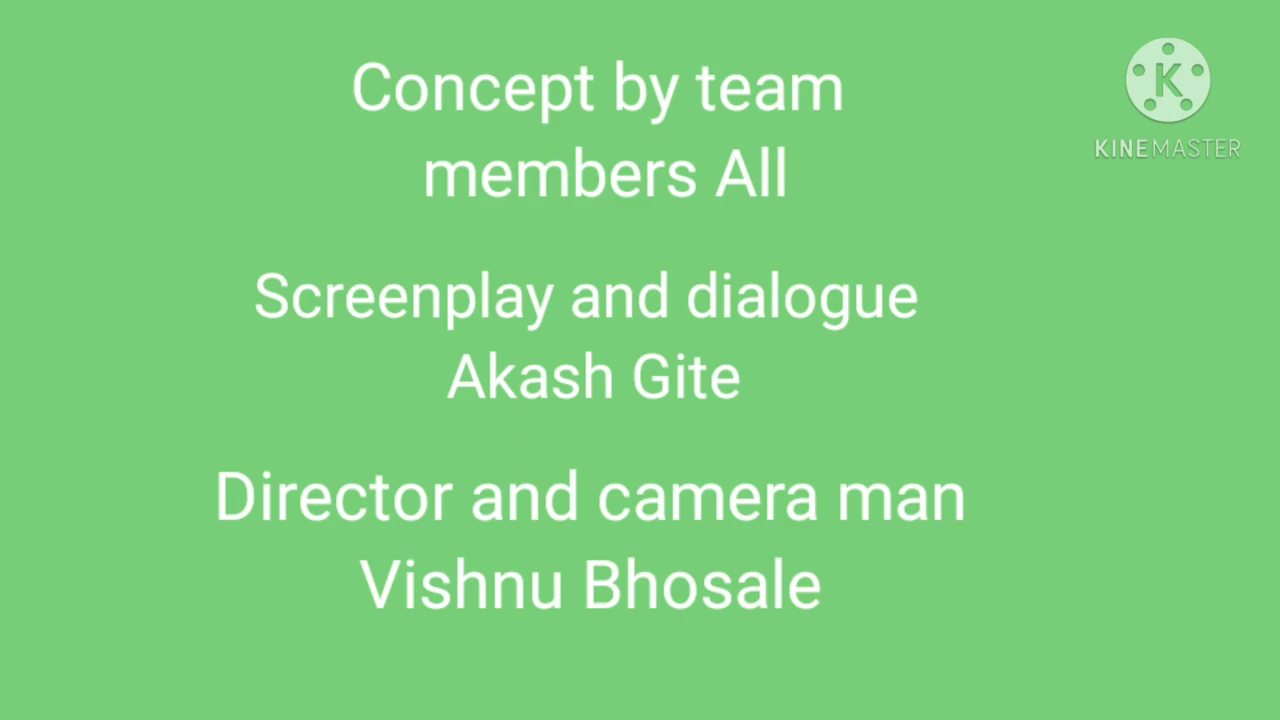 Concept by team
members All
Screenplay and dialogue
Akash Gite
Director and camera man
Vishnu Bhosale
K
KINEMASTER